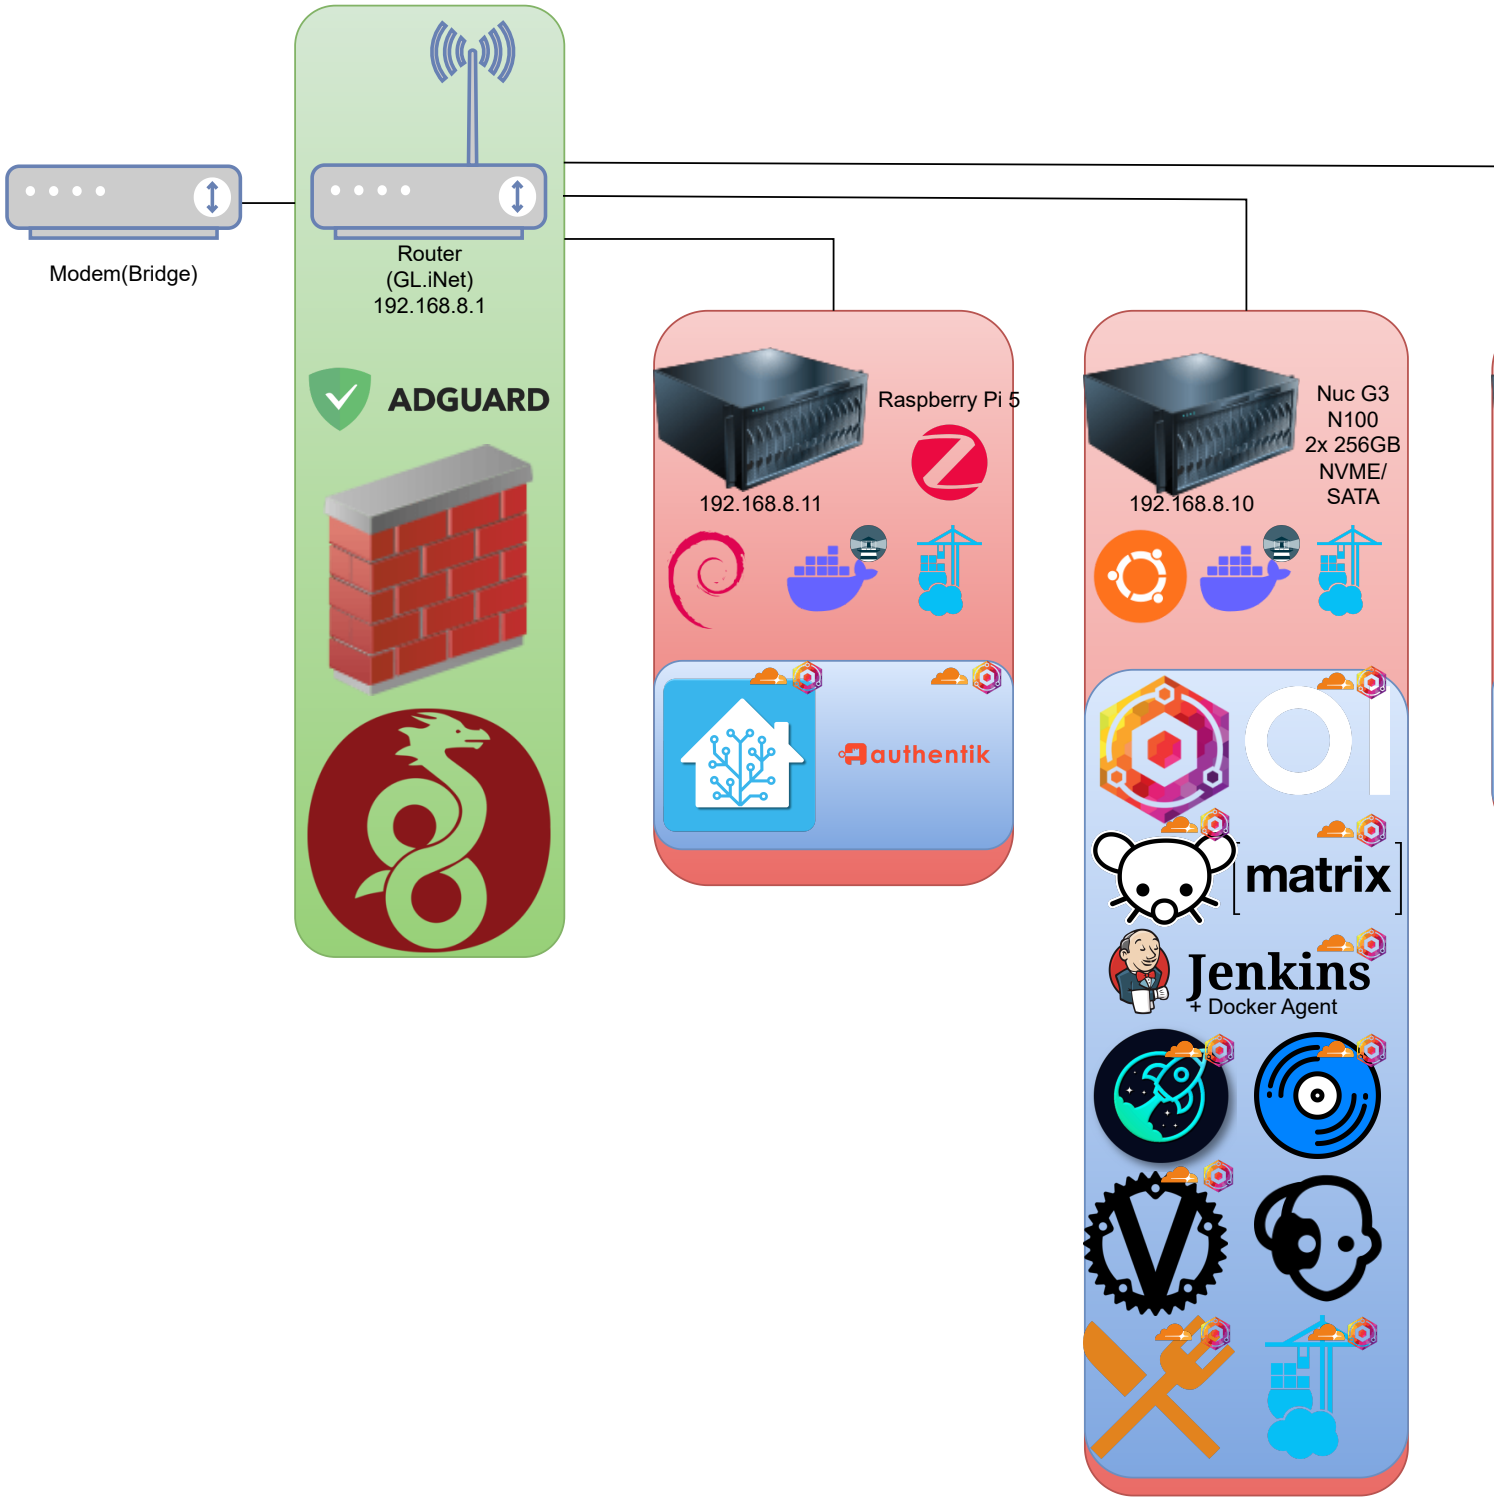 Modem(Bridge)
Router
(GL.iNet)
192.168.8.1
ADGUARD
Raspberry Pi 5
192.168.8.11
authentik
Nuc G3
N100
2x 256GB
NVME/
SATA
192.168.8.10
[matrix]
Jenkins
+ Docker Agent